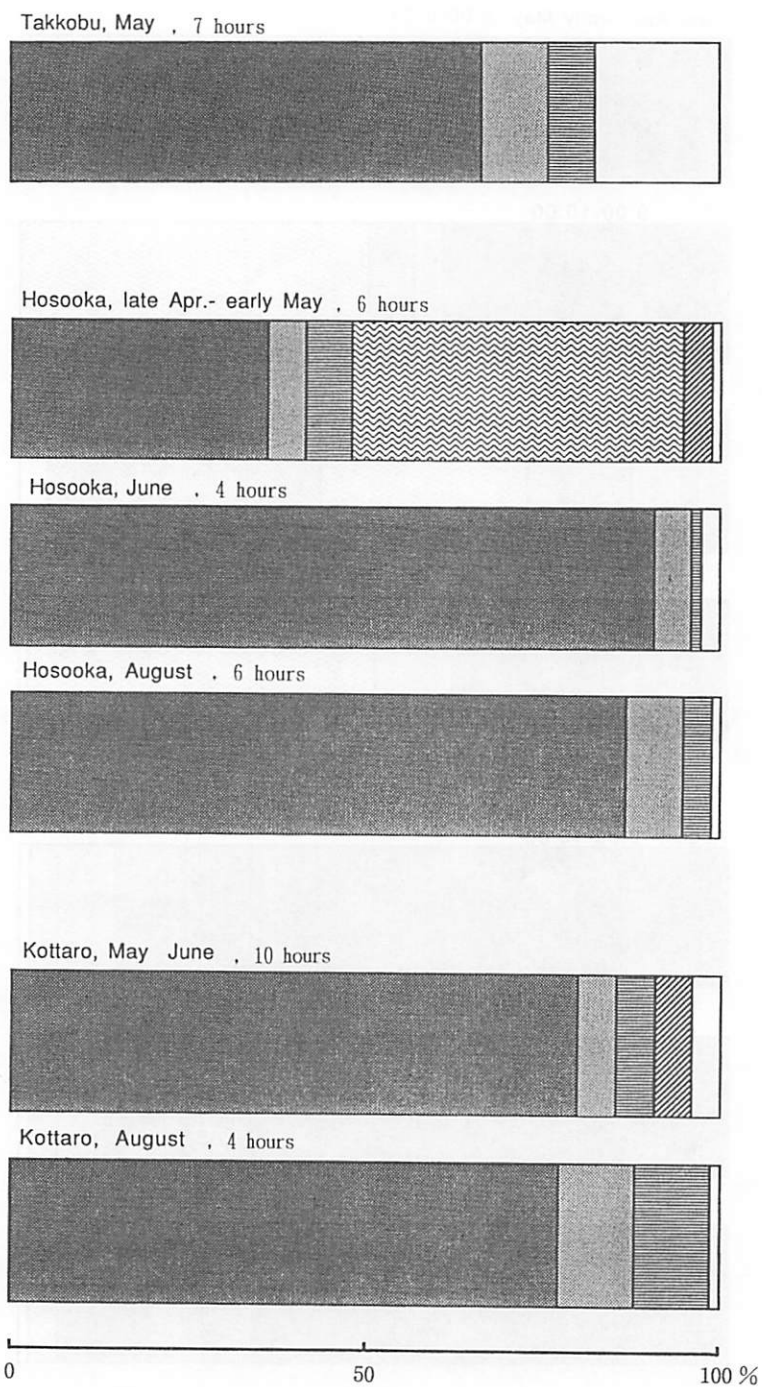 Takkobu, May , 7 hours
Hosooka, late Apr.- early May , 6 hours
Hosooka, June , 4 hours
Hosooka, August , 6 hours
Kottaro, May June , 10 hours
Kottaro, August , 4 hours
0 50 100 %